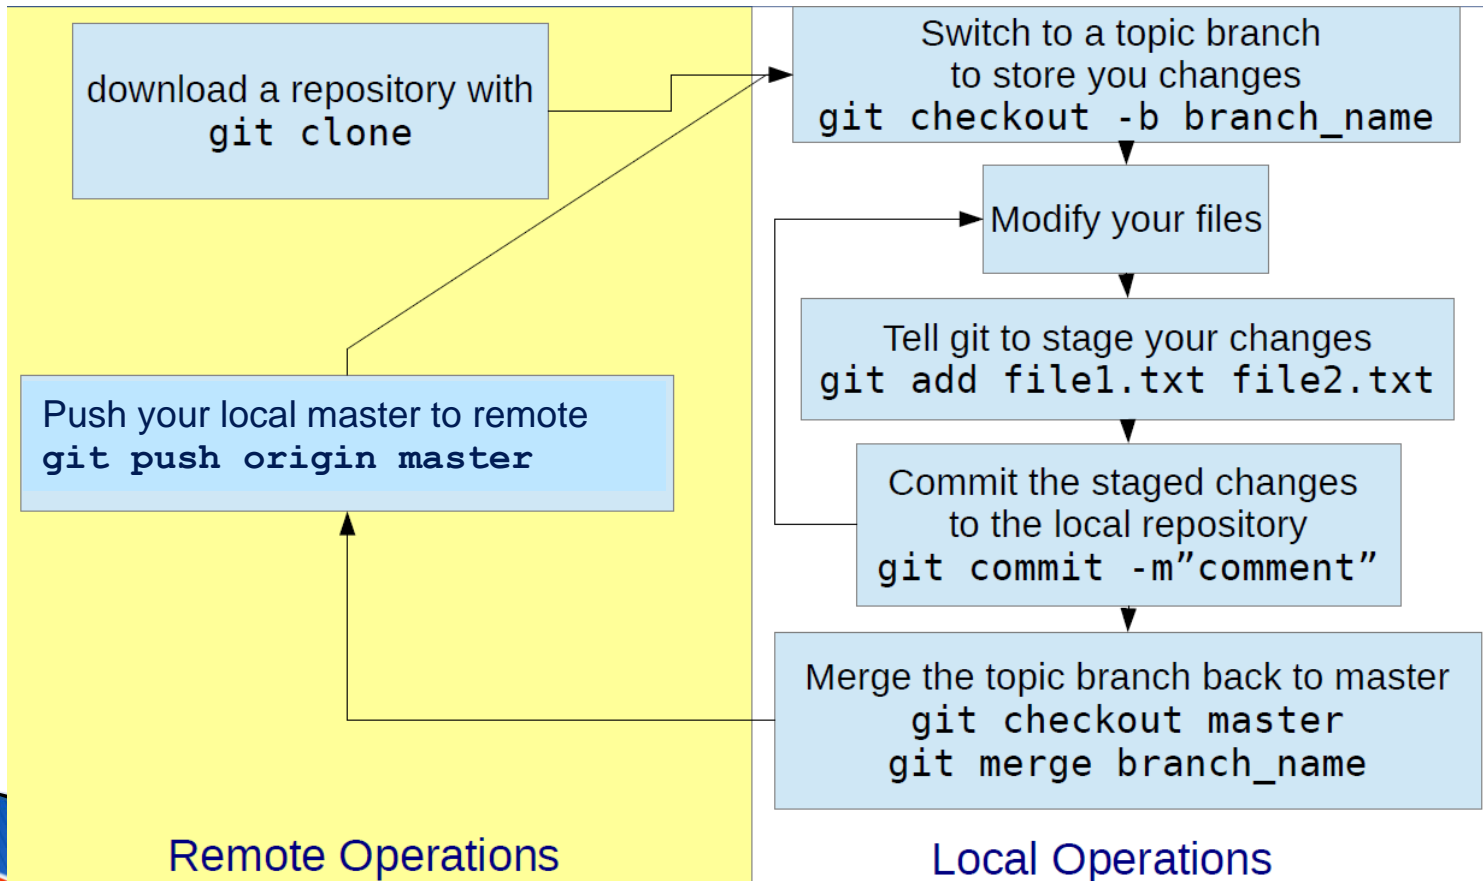 download a repository with
git clone
Switch to a topic branch
to store you changes
git checkout -b branch_name
Modify your files
Tell git to stage your changes
git add file1.txt file2.txt
Commit the staged changes
to the local repository
git commit -m”comment”
Merge the topic branch back to master
git checkout master
git merge branch_name
Push your local master to remote
git push origin master
Remote Operations
Local Operations